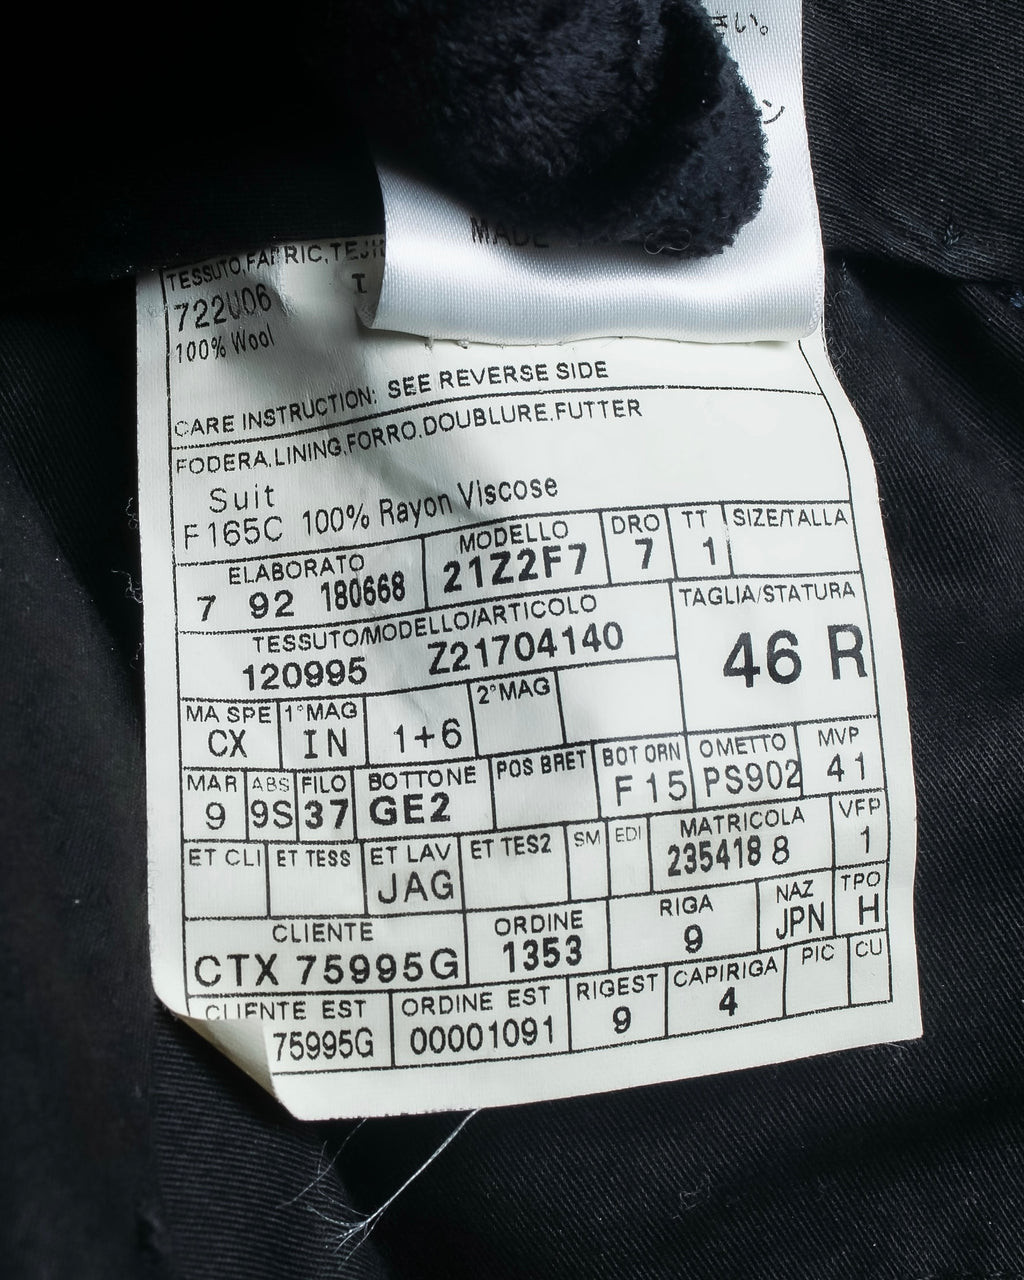 さい。
ン
MADE
TESSUTO,FABRIC,TEJI
722U06
I
100% Wool
CARE INSTRUCTION: SEE REVERSE SIDE
FODERA,LINING,FORRO,DOUBLURE,FUTTER
Suit
F165C 100% Rayon Viscose
ELABORATO MODELLO DRO TT SIZE/TALLA
7 92 180668 21Z2F7 7 1
TESSUTO/MODELLO/ARTICOLO TAGLIA/STATURA
120995 Z21704140 46 R
MA SPE 1°MAG 2°MAG
CX IN 1+6
MAR ABS FILO BOTTONE POS BRET BOT ORN OMETTO MVP
9 9S 37 GE2 F15 PS902 41
ET CLI ET TESS ET LAV ET TES2 SM EDI MATRICOLA VFP
JAG 235418 8 1
CLIENTE ORDINE RIGA NAZ TPO
CTX 75995G 1353 9 JPN H
CLIENTE EST ORDINE EST RIGEST CAPIRIGA PIC CU
75995G 00001091 9 4